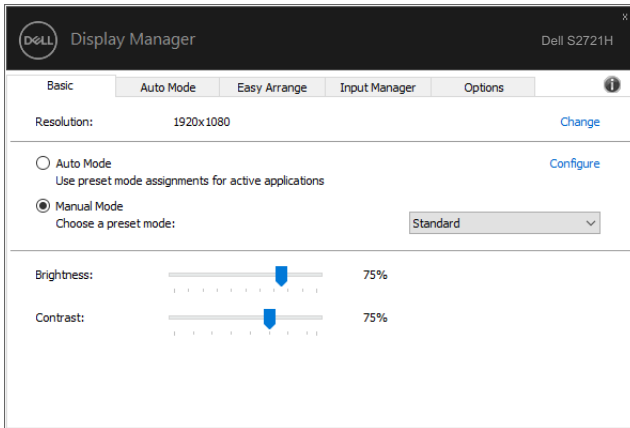 x
DELL Display Manager Dell S2721H
Basic Auto Mode Easy Arrange Input Manager Options i
Resolution: 1920x1080 Change
Auto Mode Configure
Use preset mode assignments for active applications
Manual Mode
Choose a preset mode: Standard
Brightness: 75%
Contrast: 75%